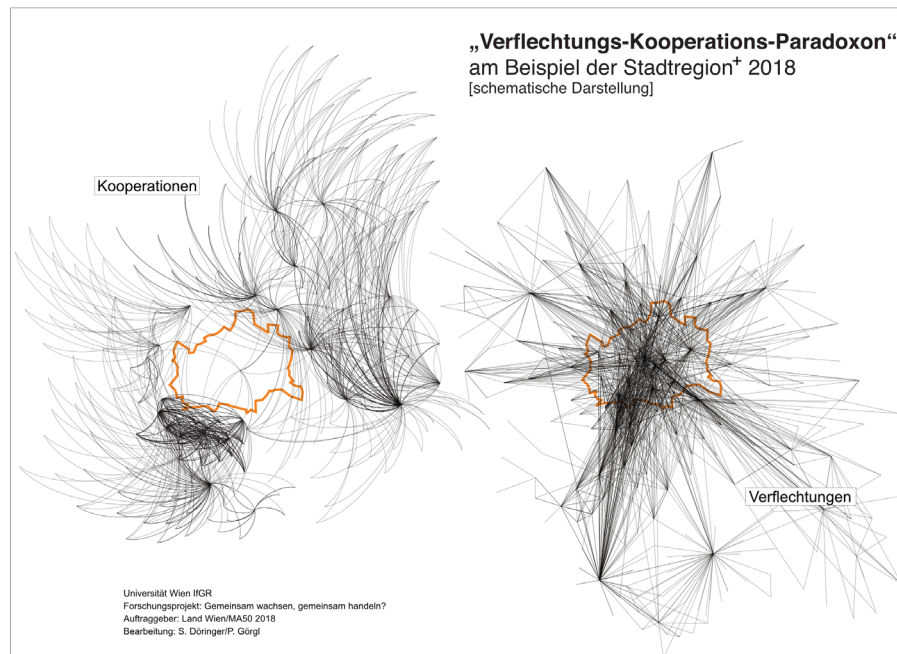 „Verflechtungs-Kooperations-Paradoxon“
am Beispiel der Stadtregion⁺ 2018
[schematische Darstellung]
Kooperationen
Verflechtungen
Universität Wien IfGR
Forschungsprojekt: Gemeinsam wachsen, gemeinsam handeln?
Auftraggeber: Land Wien/MA50 2018
Bearbeitung: S. Döringer/P. Görgl